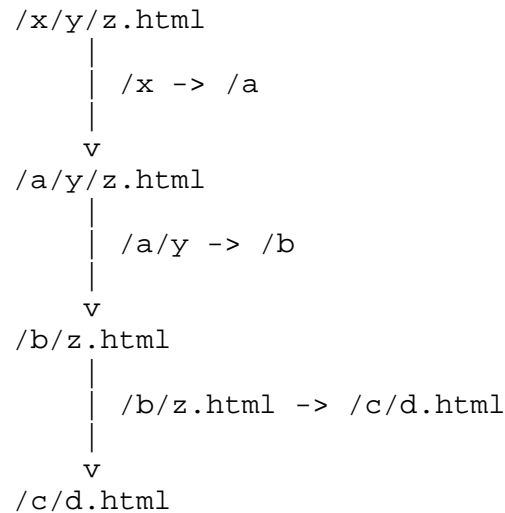 /x/y/z.html
/x -> /a
v
/a/y/z.html
/a/y -> /b
v
/b/z.html
/b/z.html -> /c/d.html
v
/c/d.html